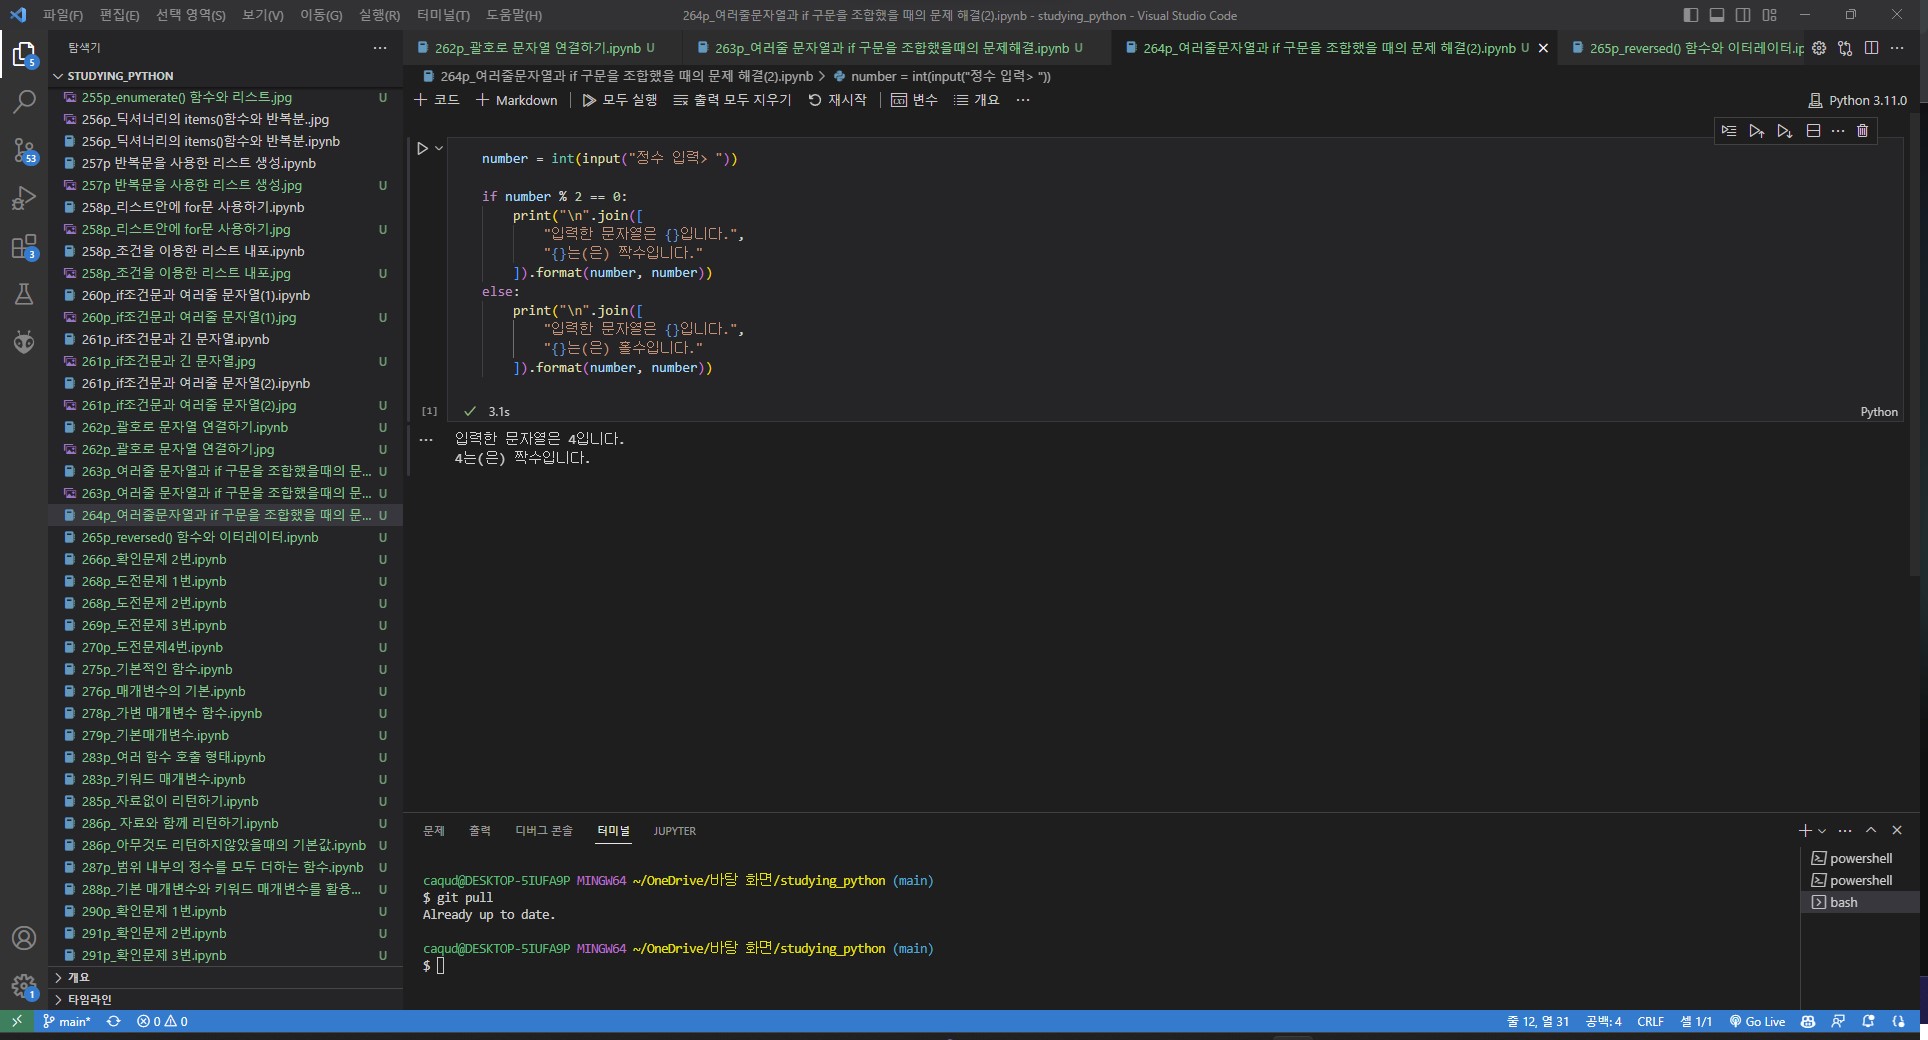 파일(F) 편집(E) 선택 영역(S) 보기(V) 이동(G) 실행(R) 터미널(T) 도움말(H)
264p_여러줄문자열과 if 구문을 조합했을 때의 문제 해결(2).ipynb - studying_python - Visual Studio Code
탐색기
STUDYING_PYTHON
255p_enumerate() 함수와 리스트.jpg U
256p_딕셔너리의 items()함수와 반복분..jpg
256p_딕셔너리의 items()함수와 반복분.ipynb
257p 반복문을 사용한 리스트 생성.ipynb
257p 반복문을 사용한 리스트 생성.jpg U
258p_리스트안에 for문 사용하기.ipynb
258p_리스트안에 for문 사용하기.jpg U
258p_조건을 이용한 리스트 내포.ipynb
258p_조건을 이용한 리스트 내포.jpg U
260p_if조건문과 여러줄 문자열(1).ipynb
260p_if조건문과 여러줄 문자열(1).jpg U
261p_if조건문과 긴 문자열.ipynb
261p_if조건문과 긴 문자열.jpg U
261p_if조건문과 여러줄 문자열(2).ipynb
261p_if조건문과 여러줄 문자열(2).jpg U
262p_괄호로 문자열 연결하기.ipynb U
262p_괄호로 문자열 연결하기.jpg U
263p_여러줄 문자열과 if 구문을 조합했을때의 문... U
263p_여러줄 문자열과 if 구문을 조합했을때의 문... U
264p_여러줄문자열과 if 구문을 조합했을 때의 문... U
265p_reversed() 함수와 이터레이터.ipynb U
266p_확인문제 2번.ipynb U
268p_도전문제 1번.ipynb U
268p_도전문제 2번.ipynb U
269p_도전문제 3번.ipynb U
270p_도전문제4번.ipynb U
275p_기본적인 함수.ipynb U
276p_매개변수의 기본.ipynb U
278p_가변 매개변수 함수.ipynb U
279p_기본매개변수.ipynb U
283p_여러 함수 호출 형태.ipynb U
283p_키워드 매개변수.ipynb U
285p_자료없이 리턴하기.ipynb U
286p_ 자료와 함께 리턴하기.ipynb U
286p_아무것도 리턴하지않았을때의 기본값.ipynb U
287p_범위 내부의 정수를 모두 더하는 함수.ipynb U
288p_기본 매개변수와 키워드 매개변수를 활용... U
290p_확인문제 1번.ipynb U
291p_확인문제 2번.ipynb U
291p_확인문제 3번.ipynb U
개요
타임라인
5
53
3
1
262p_괄호로 문자열 연결하기.ipynb U
263p_여러줄 문자열과 if 구문을 조합했을때의 문제해결.ipynb U
264p_여러줄문자열과 if 구문을 조합했을 때의 문제 해결(2).ipynb U
265p_reversed() 함수와 이터레이터.ip
264p_여러줄문자열과 if 구문을 조합했을 때의 문제 해결(2).ipynb > number = int(input("정수 입력> "))
+ 코드 + Markdown | 모두 실행 출력 모두 지우기 재시작 | 변수 개요 ...
Python 3.11.0
number = int(input("정수 입력> "))
if number % 2 == 0:
print("\n".join([
"입력한 문자열은 {}입니다.",
"{}는(은) 짝수입니다."
]).format(number, number))
else:
print("\n".join([
"입력한 문자열은 {}입니다.",
"{}는(은) 홀수입니다."
]).format(number, number))
[1] 3.1s
Python
입력한 문자열은 4입니다.
4는(은) 짝수입니다.
문제 출력 디버그 콘솔 터미널 JUPYTER
caqud@DESKTOP-5IUFA9P MINGW64 ~/OneDrive/바탕 화면/studying_python (main)
$ git pull
Already up to date.
caqud@DESKTOP-5IUFA9P MINGW64 ~/OneDrive/바탕 화면/studying_python (main)
$
powershell
powershell
bash
main* 0 0
줄 12, 열 31 공백: 4 CRLF 셀 1/1 Go Live